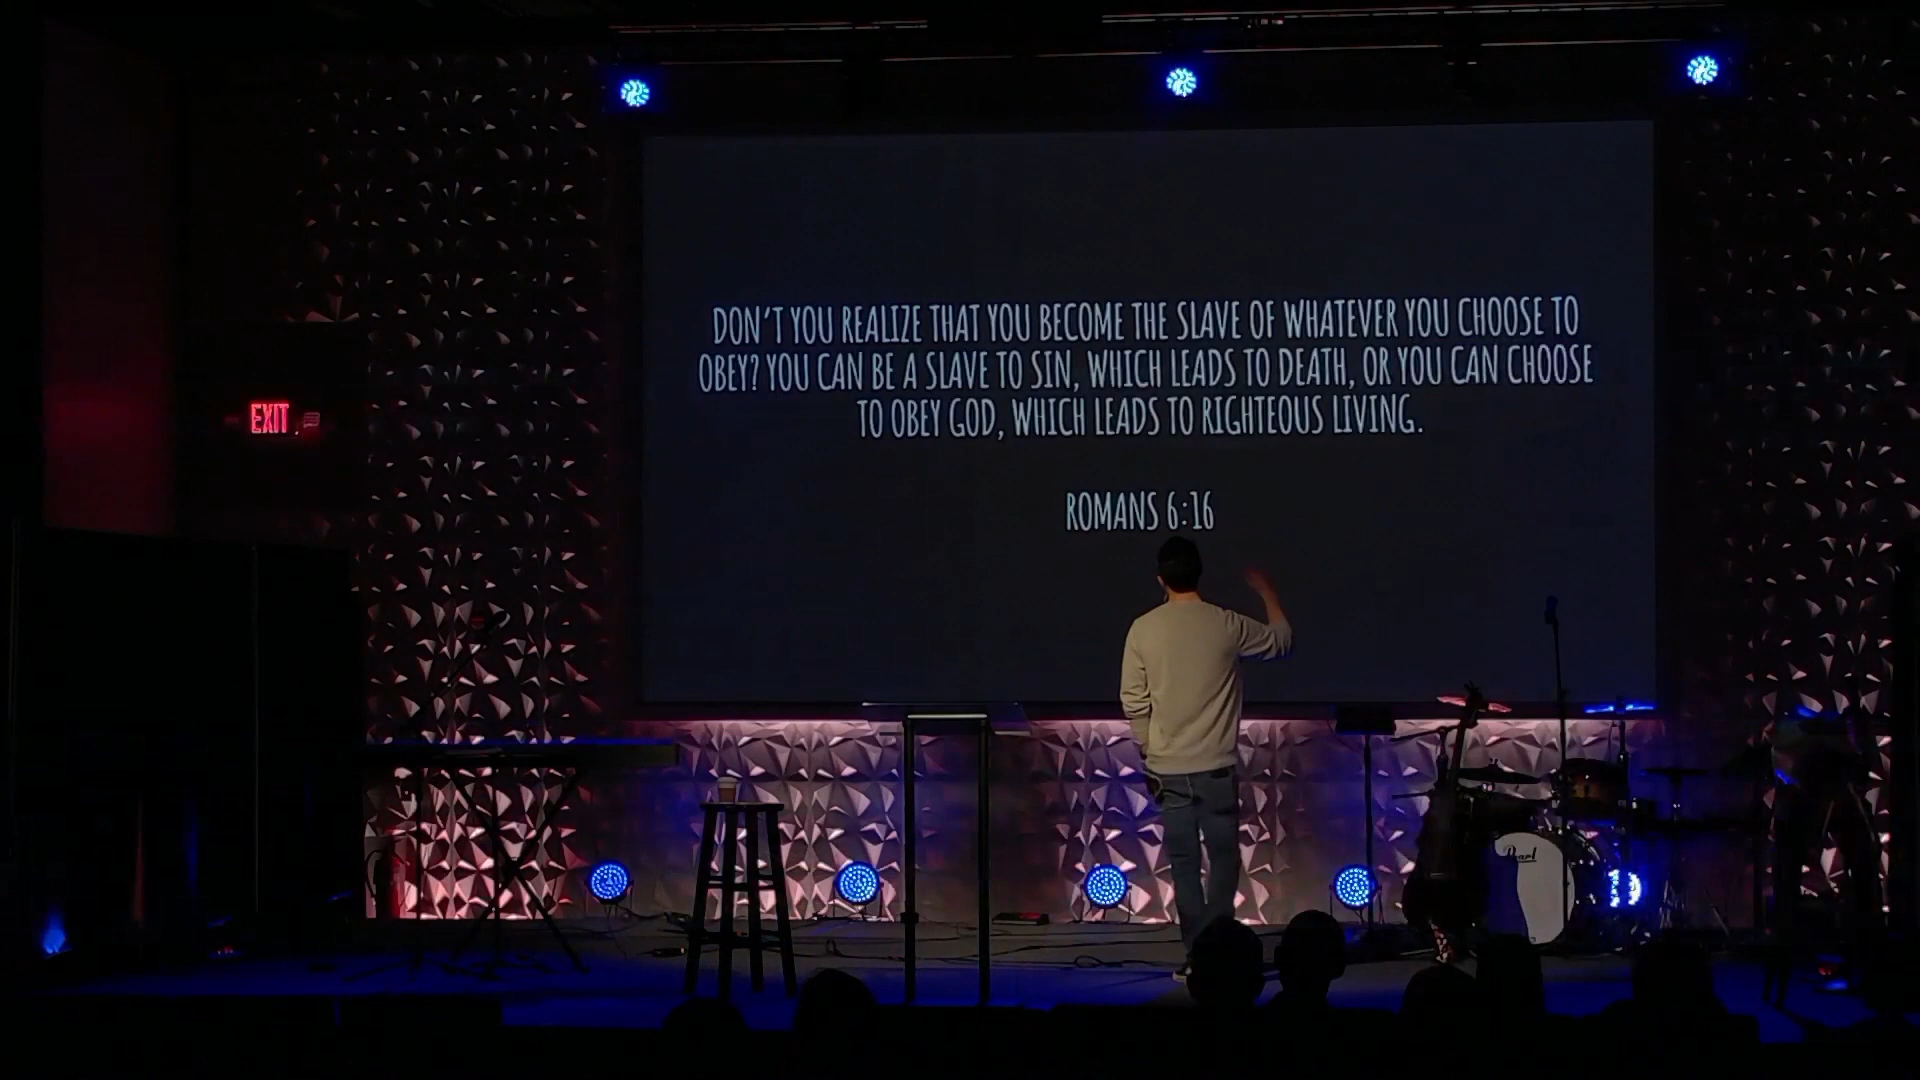 DON'T YOU REALIZE THAT YOU BECOME THE SLAVE OF WHATEVER YOU CHOOSE TO
OBEY? YOU CAN BE A SLAVE TO SIN, WHICH LEADS TO DEATH, OR YOU CAN CHOOSE
TO OBEY GOD, WHICH LEADS TO RIGHTEOUS LIVING.
ROMANS 6:16
EXIT
Pearl